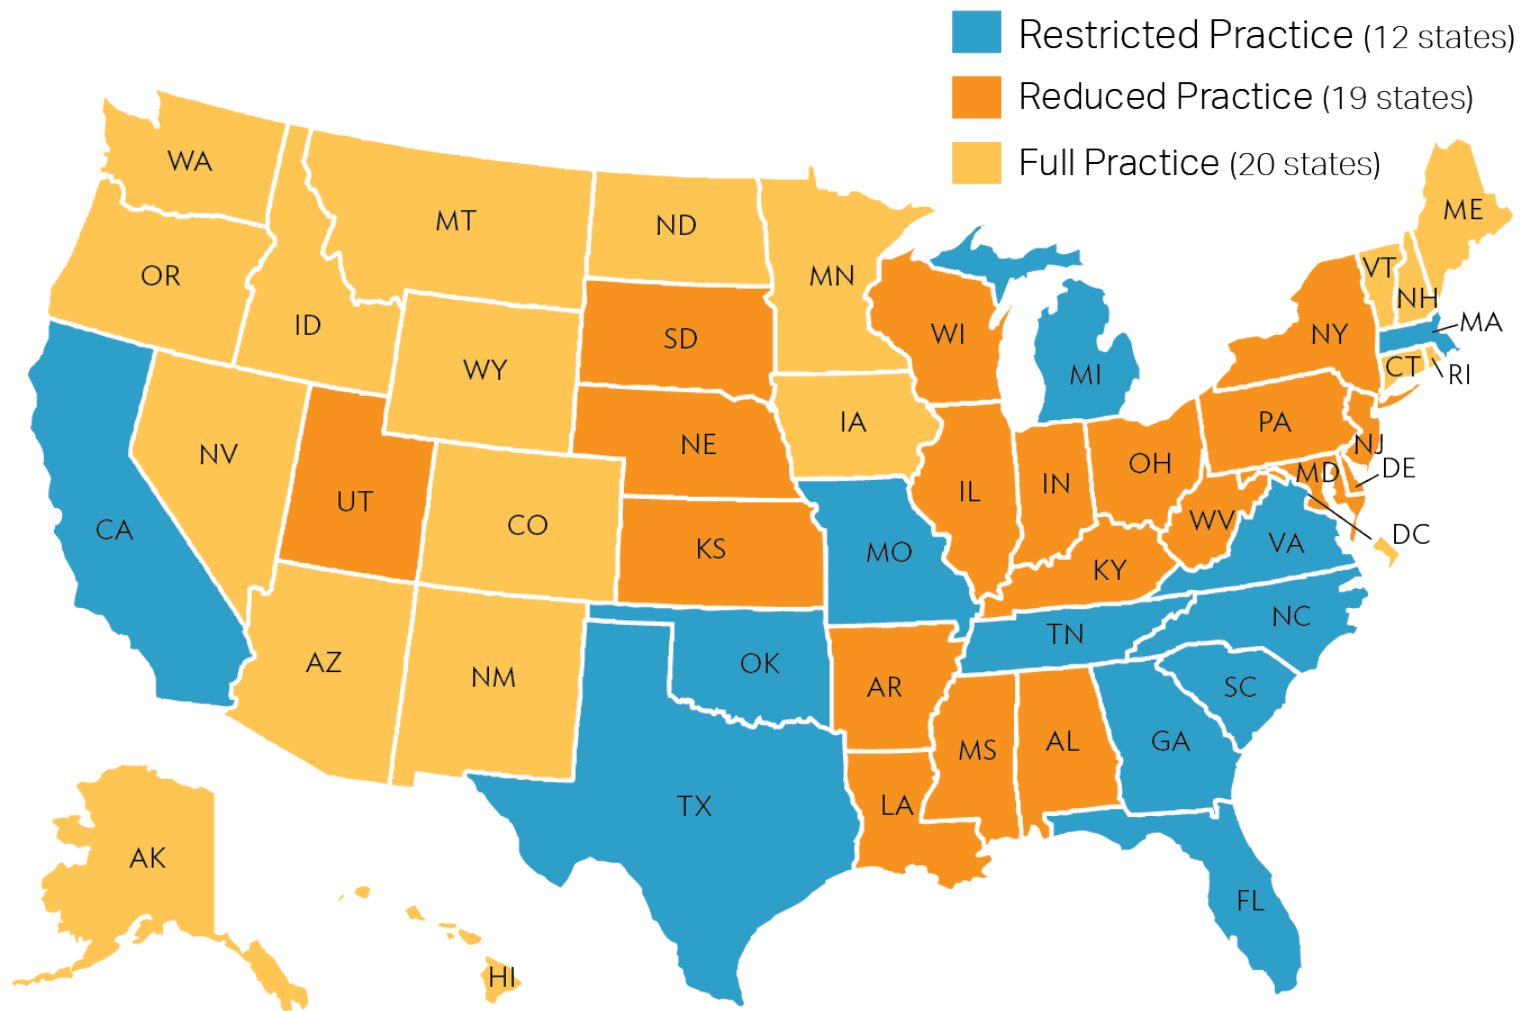 Restricted Practice (12 states)
Reduced Practice (19 states)
Full Practice (20 states)
WA
MT
ND
ME
OR
MN
VT
NH
ID
SD
WI
NY
MA
WY
MI
CT
RI
IA
PA
NV
NE
NJ
OH
MD
DE
UT
IL
IN
CA
CO
KS
MO
WV
VA
DC
KY
AZ
NM
OK
TN
NC
AR
SC
MS
AL
GA
TX
LA
AK
FL
HI